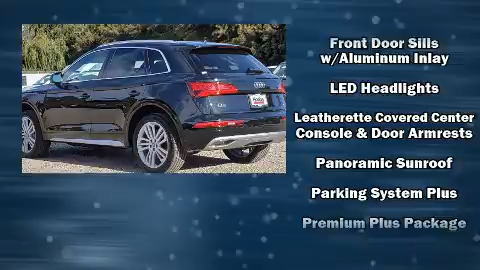 Front Door Sills
w/Aluminum Inlay
LED Headlights
Leatherette Covered Center
Console & Door Armrests
Panoramic Sunroof
Parking System Plus
Premium Plus Package